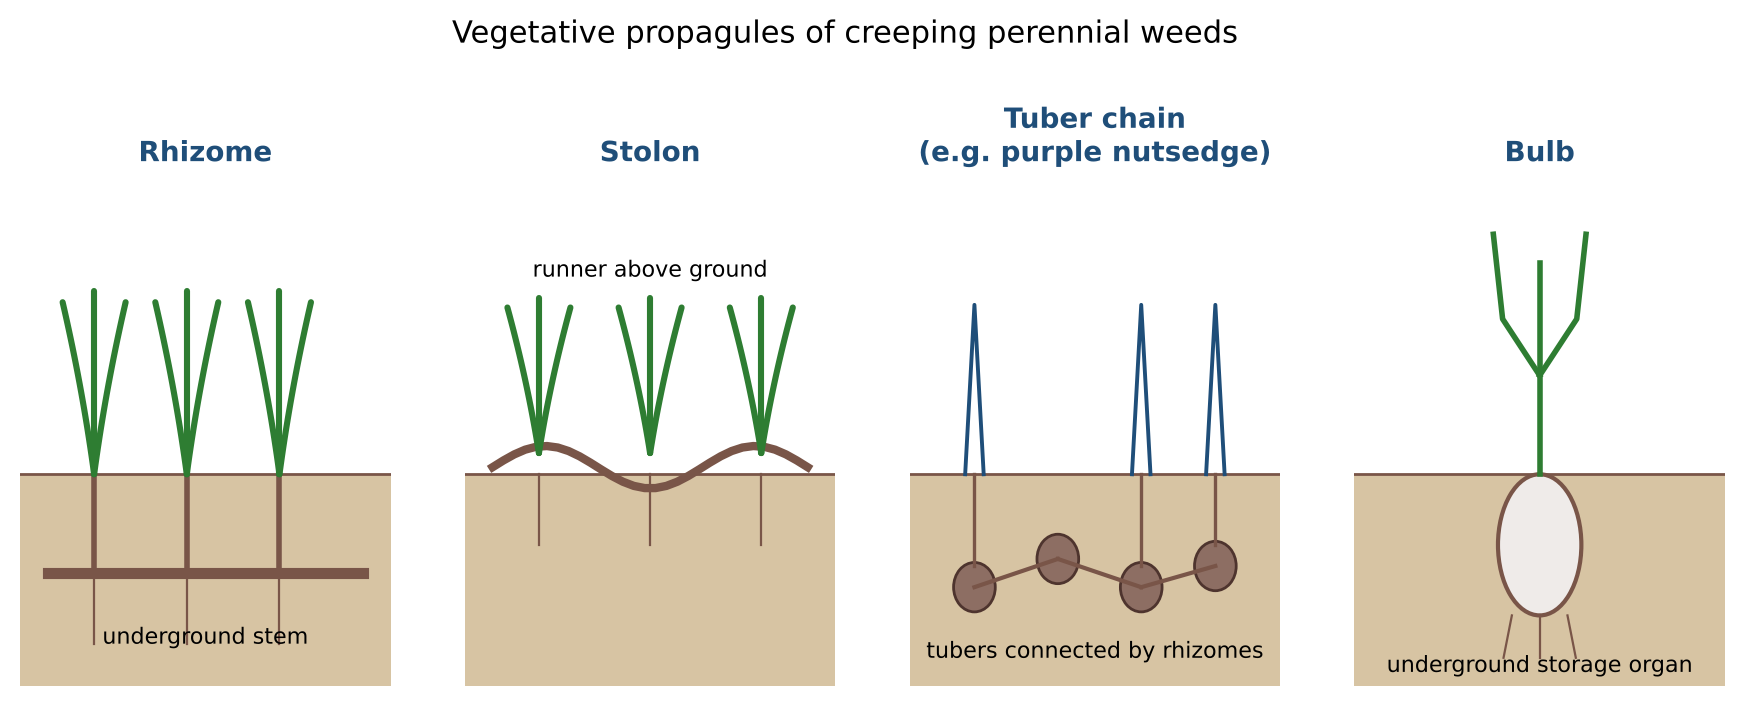 Vegetative propagules of creeping perennial weeds
Rhizome
Stolon
Tuber chain
(e.g. purple nutsedge)
Bulb
runner above ground
underground stem
tubers connected by rhizomes
underground storage organ